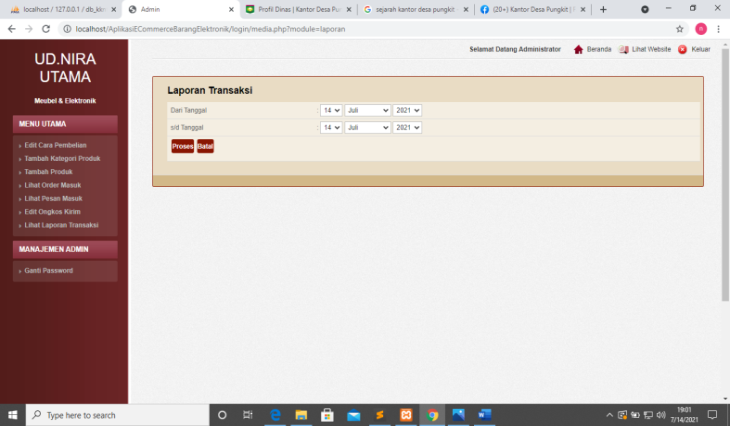 localhost / 127.0.0.1 / db_kkr
Admin
Profil Dinas | Kantor Desa Pu
sejarah kantor desa pungkit
(20+) Kantor Desa Pungkit | F
localhost/AplikasiECommerceBarangElektronik/login/media.php?module=laporan
Selamat Datang Administrator Beranda Lihat Website Keluar
UD.NIRA
UTAMA
Meubel & Elektronik
MENU UTAMA
Edit Cara Pembelian
Tambah Kategori Produk
Tambah Produk
Lihat Order Masuk
Lihat Pesan Masuk
Edit Ongkos Kirim
Lihat Laporan Transaksi
MANAJEMEN ADMIN
Ganti Password
Laporan Transaksi
Dari Tanggal : 14 Juli 2021
s/d Tanggal : 14 Juli 2021
Proses Batal
Type here to search
19:01
7/14/2021